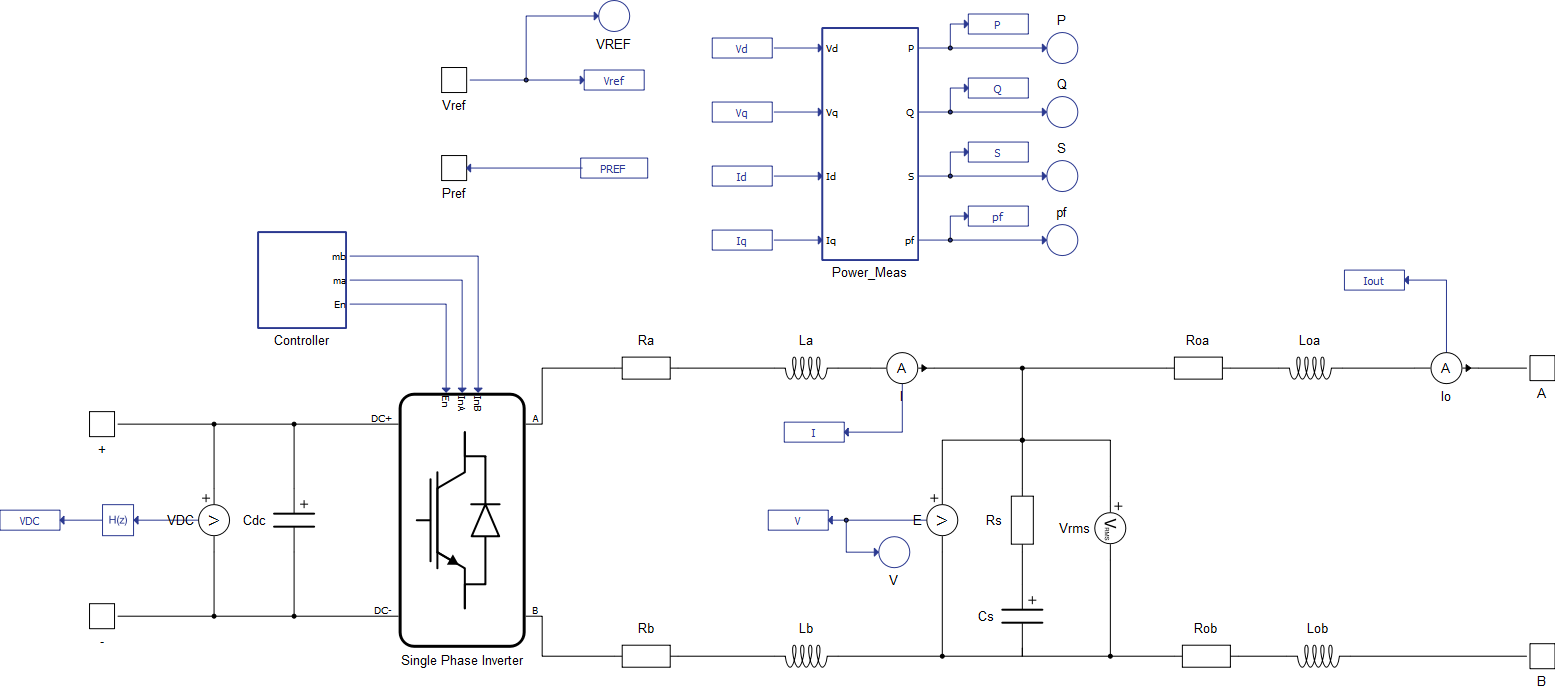 VREF
Vref
Vref
PREF
Pref
P
P
Vd
Vd
P
Q
Q
Vq
Vq
Q
S
S
Id
Id
S
pf
pf
Iq
Iq
pf
Power_Meas
mb
ma
En
Controller
Iout
Ra
La
A
I
Roa
Loa
A
Io
A
En
InA
InB
DC+
A
+
I
+
VDC
H(z)
VDC
V
Cdc
+
V
E
V
+
Rs
Vrms
VRMS
+
V
Cs
+
-
DC-
B
Single Phase Inverter
Rb
Lb
Rob
Lob
B